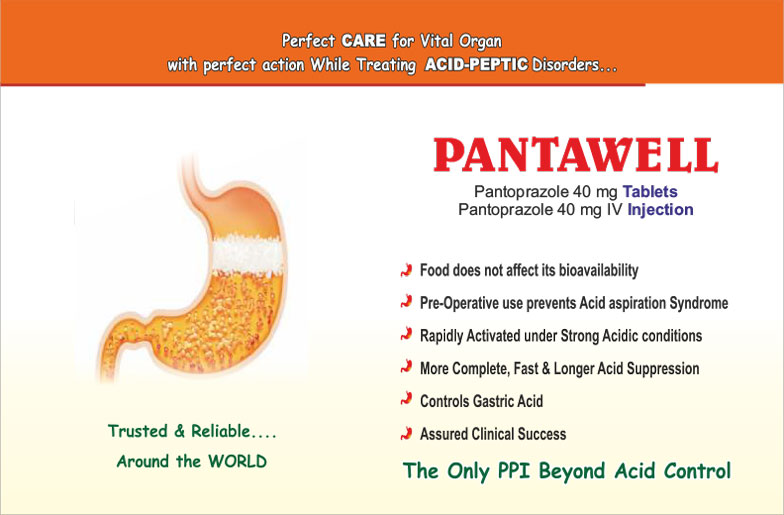 Perfect CARE for Vital Organ
with perfect action While Treating ACID-PEPTIC Disorders...
PANTAWELL
Pantoprazole 40 mg Tablets
Pantoprazole 40 mg IV Injection
Food does not affect its bioavailability
Pre-Operative use prevents Acid aspiration Syndrome
Rapidly Activated under Strong Acidic conditions
More Complete, Fast & Longer Acid Suppression
Controls Gastric Acid
Assured Clinical Success
Trusted & Reliable....
Around the WORLD
The Only PPI Beyond Acid Control